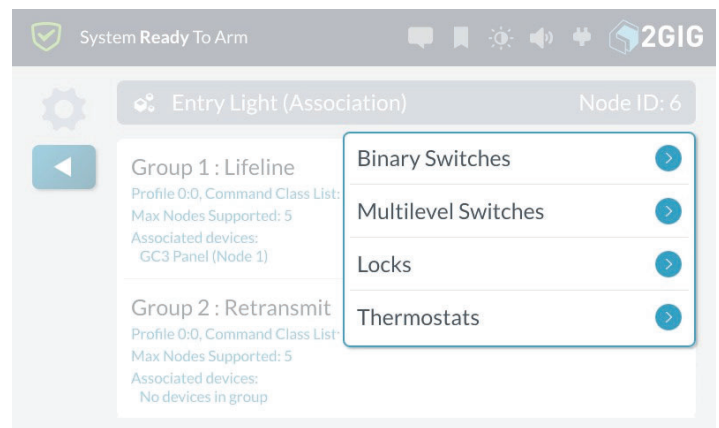 System Ready To Arm
2GIG
Entry Light (Association)
Node ID: 6
Group 1 : Lifeline
Profile 0:0, Command Class List:
Max Nodes Supported: 5
Associated devices:
GC3 Panel (Node 1)
Group 2 : Retransmit
Profile 0:0, Command Class List:
Max Nodes Supported: 5
Associated devices:
No devices in group
Binary Switches
Multilevel Switches
Locks
Thermostats